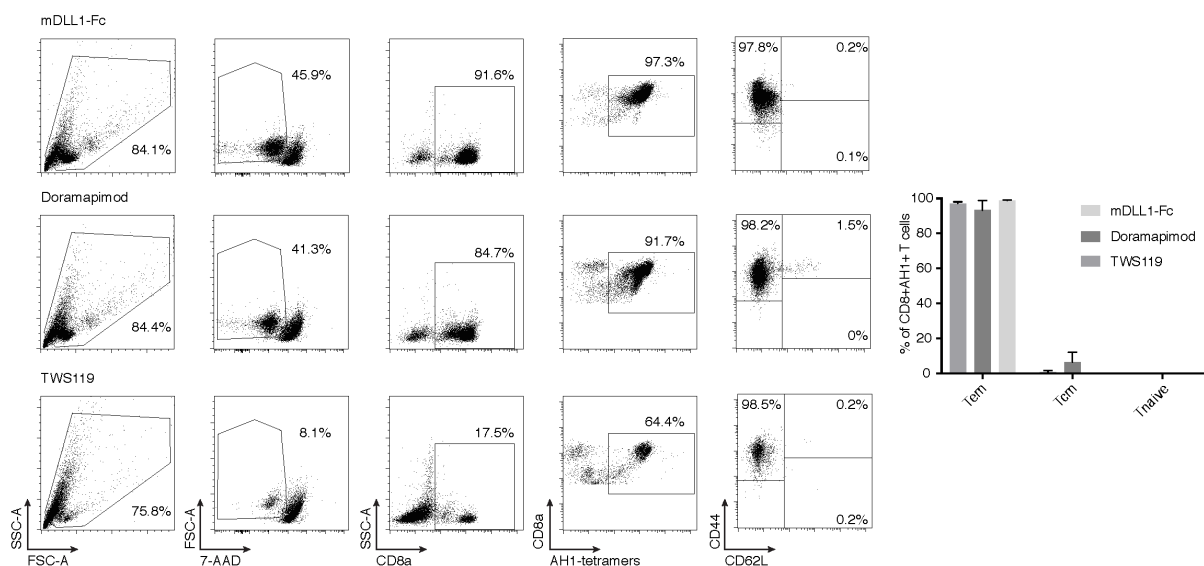 mDLL1-Fc
84.1%
45.9%
91.6%
97.3%
97.8%
0.2%
0.1%
Doramapimod
84.4%
41.3%
84.7%
91.7%
98.2%
1.5%
0%
TWS119
75.8%
8.1%
17.5%
64.4%
98.5%
0.2%
0.2%
SSC-A
FSC-A
FSC-A
7-AAD
SSC-A
CD8a
CD8a
AH1-tetramers
CD44
CD62L
% of CD8+AH1+ T cells
100
80
60
40
20
0
Tem
Tcm
Tnaive
mDLL1-Fc
Doramapimod
TWS119